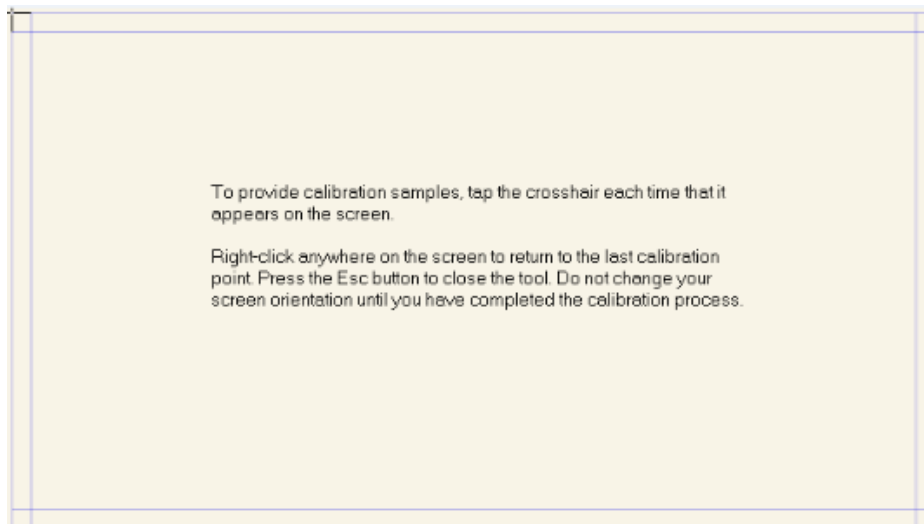 To provide calibration samples, tap the crosshair each time that it
appears on the screen.
Right-click anywhere on the screen to return to the last calibration
point. Press the Esc button to close the tool. Do not change your
screen orientation until you have completed the calibration process.